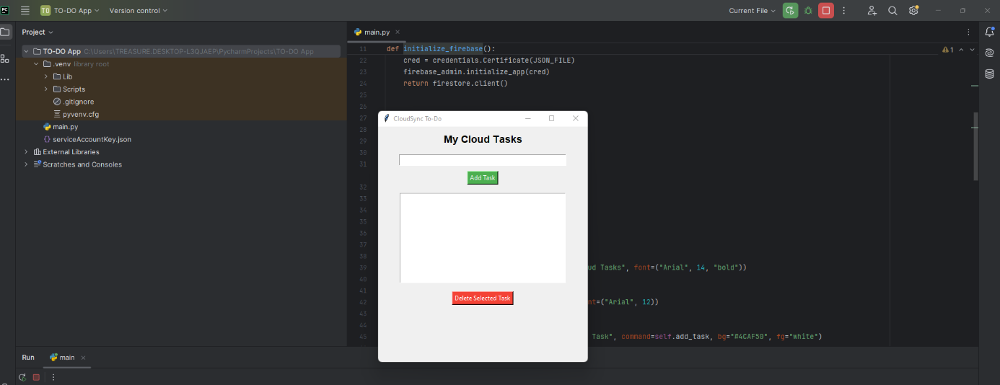 PC
TO TO-DO App Version control Current File
Project
main.py
TO-DO App C:\Users\TREASURE.DESKTOP-L3QJAEP\PycharmProjects\TO-DO App
.venv library root
Lib
Scripts
.gitignore
pyvenv.cfg
main.py
serviceAccountKey.json
External Libraries
Scratches and Consoles
11 def initialize_firebase():
1
22 cred = credentials.Certificate(JSON_FILE)
23 firebase_admin.initialize_app(cred)
24 return firestore.client()
25
26
27
28
29
30
31
32
33
34
35
36
37
38
39 ud Tasks", font=("Arial", 14, "bold"))
40
41
42 nt=("Arial", 12))
43
44
45 Task", command=self.add_task, bg="#4CAF50", fg="white")
CloudSync To-Do
My Cloud Tasks
Add Task
Delete Selected Task
Run main